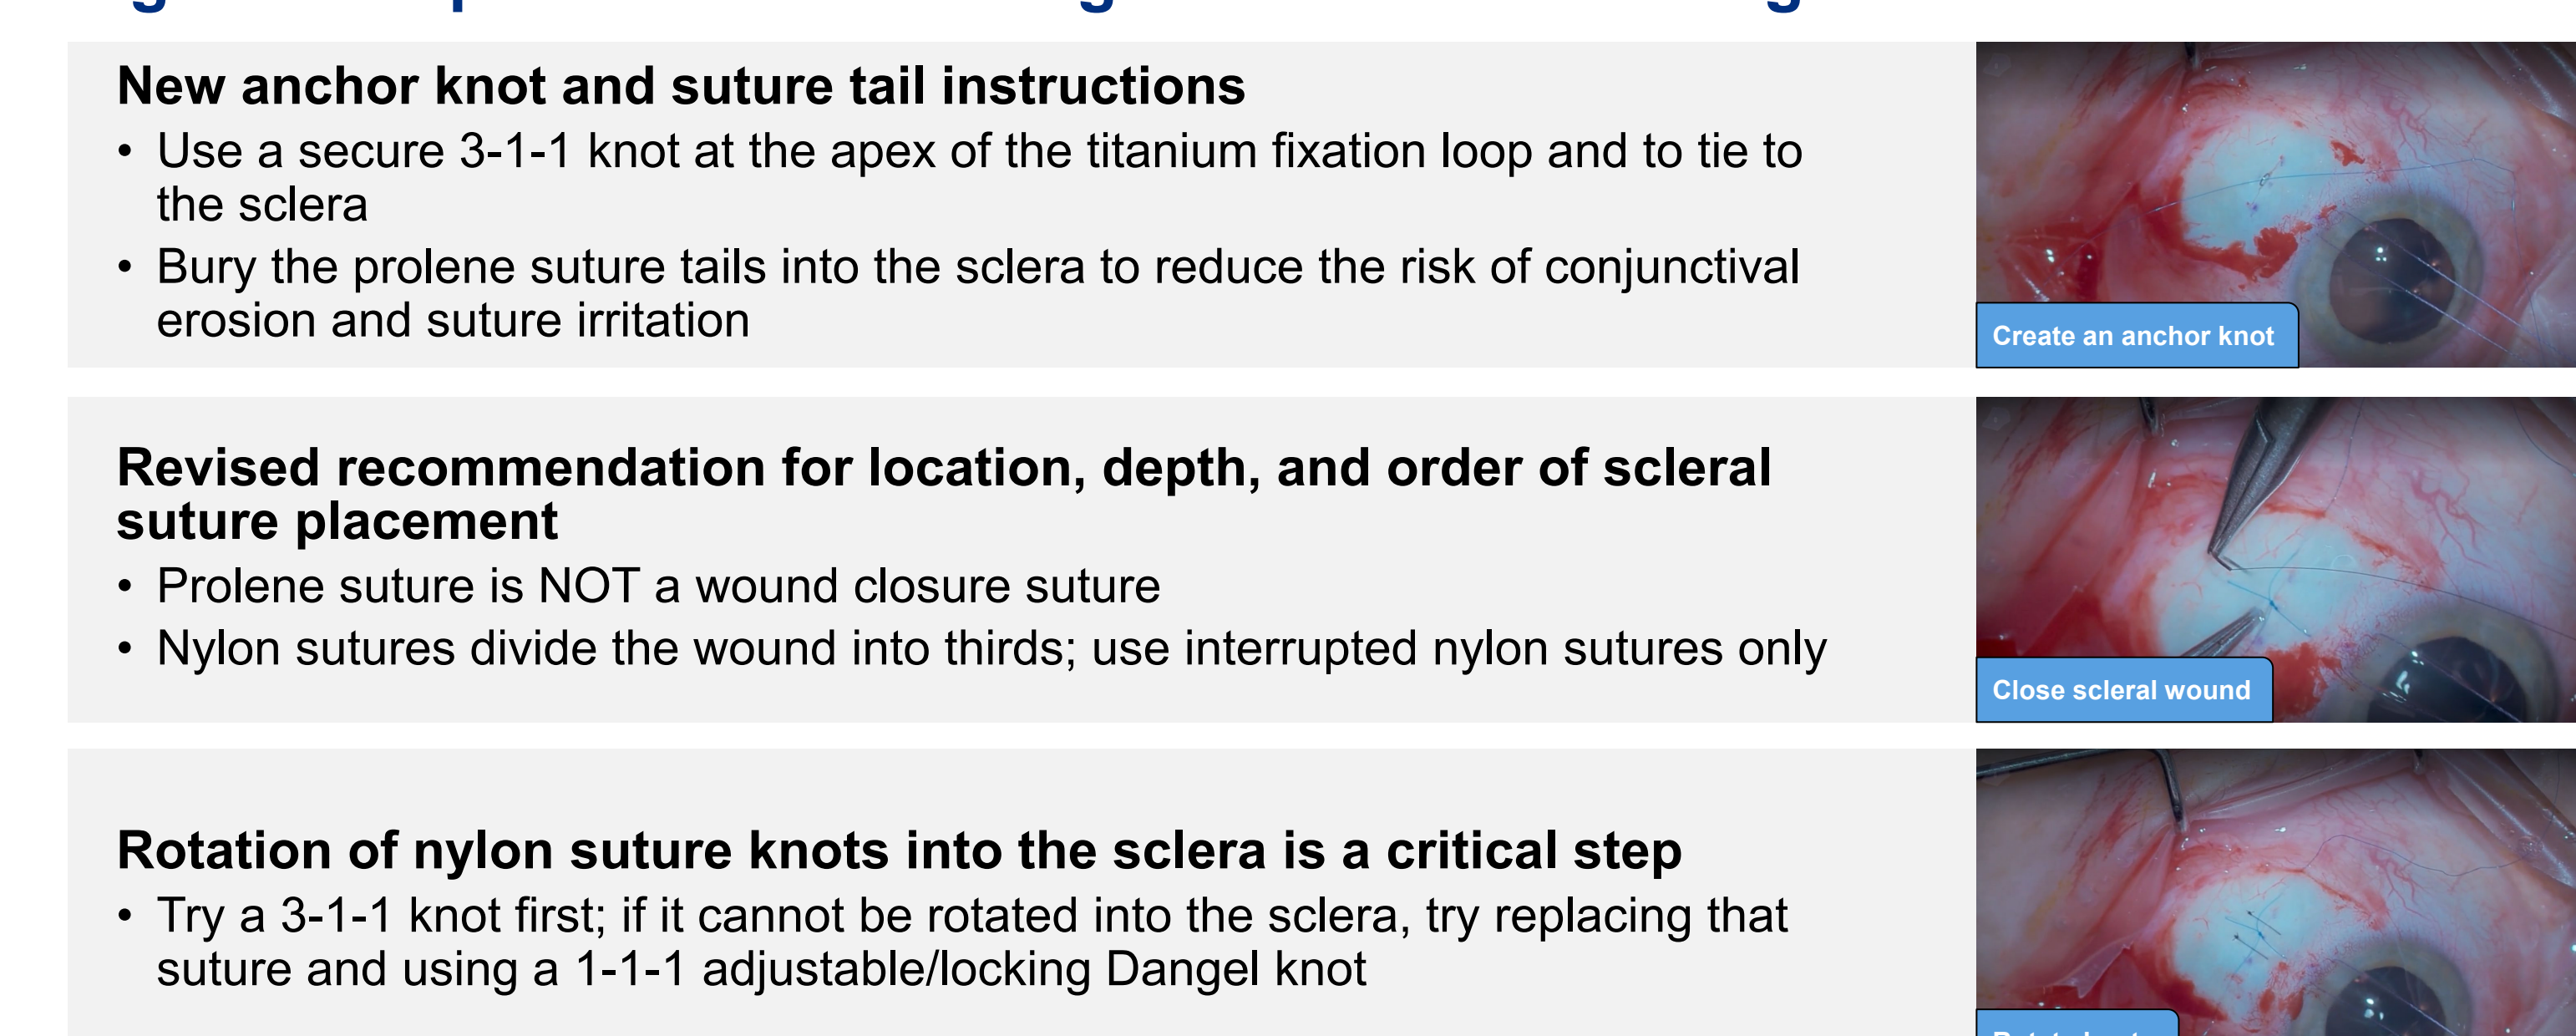 New anchor knot and suture tail instructions
• Use a secure 3-1-1 knot at the apex of the titanium fixation loop and to tie to
the sclera
• Bury the prolene suture tails into the sclera to reduce the risk of conjunctival
erosion and suture irritation
Create an anchor knot
Revised recommendation for location, depth, and order of scleral
suture placement
• Prolene suture is NOT a wound closure suture
• Nylon sutures divide the wound into thirds; use interrupted nylon sutures only
Close scleral wound
Rotation of nylon suture knots into the sclera is a critical step
• Try a 3-1-1 knot first; if it cannot be rotated into the sclera, try replacing that
suture and using a 1-1-1 adjustable/locking Dangel knot